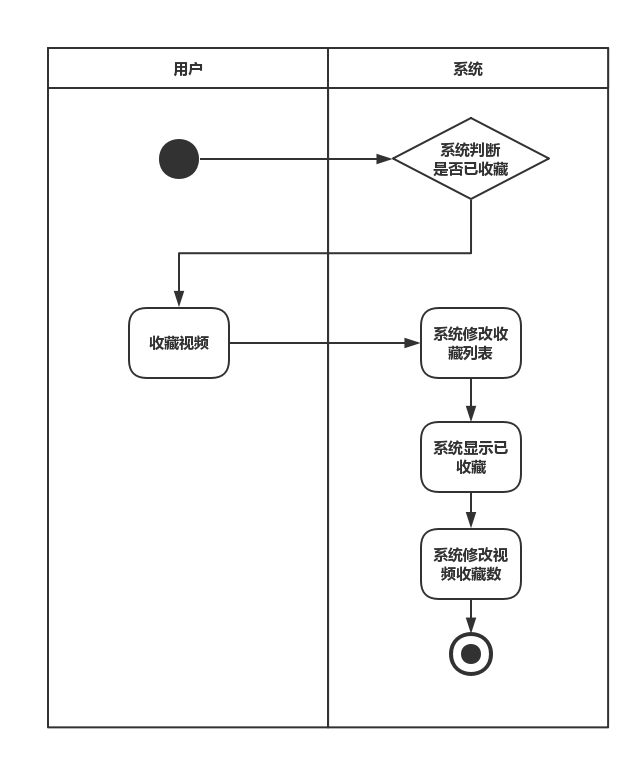 用户
系统
系统判断
是否已收藏
收藏视频
系统修改收
藏列表
系统显示已
收藏
系统修改视
频收藏数